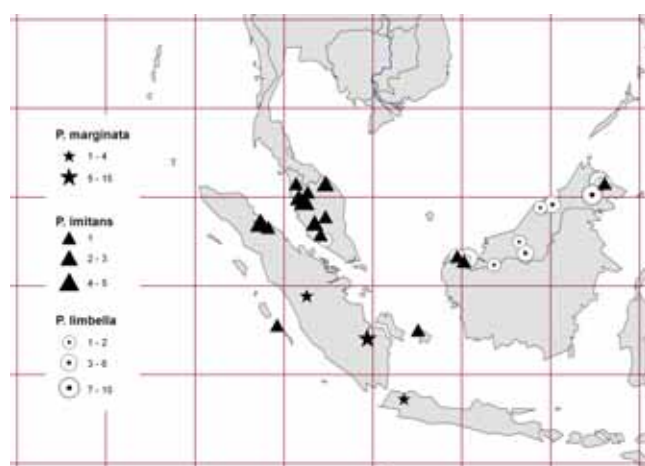 P. marginata
1 - 4
5 - 15
P. imitans
1
2 - 3
4 - 5
P. limbella
1 - 2
3 - 6
7 - 10